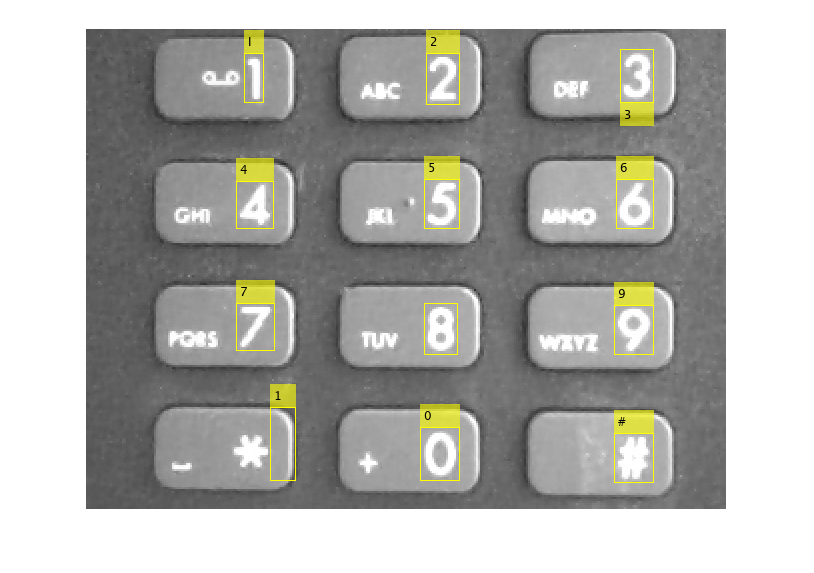 I 2
1 ABC 2 DEF 3
3
4 5 6
GHI 4 JKL 5 MNO 6
7 9
PQRS 7 TUV 8 WXYZ 9
1 0 #
_ * + 0 #